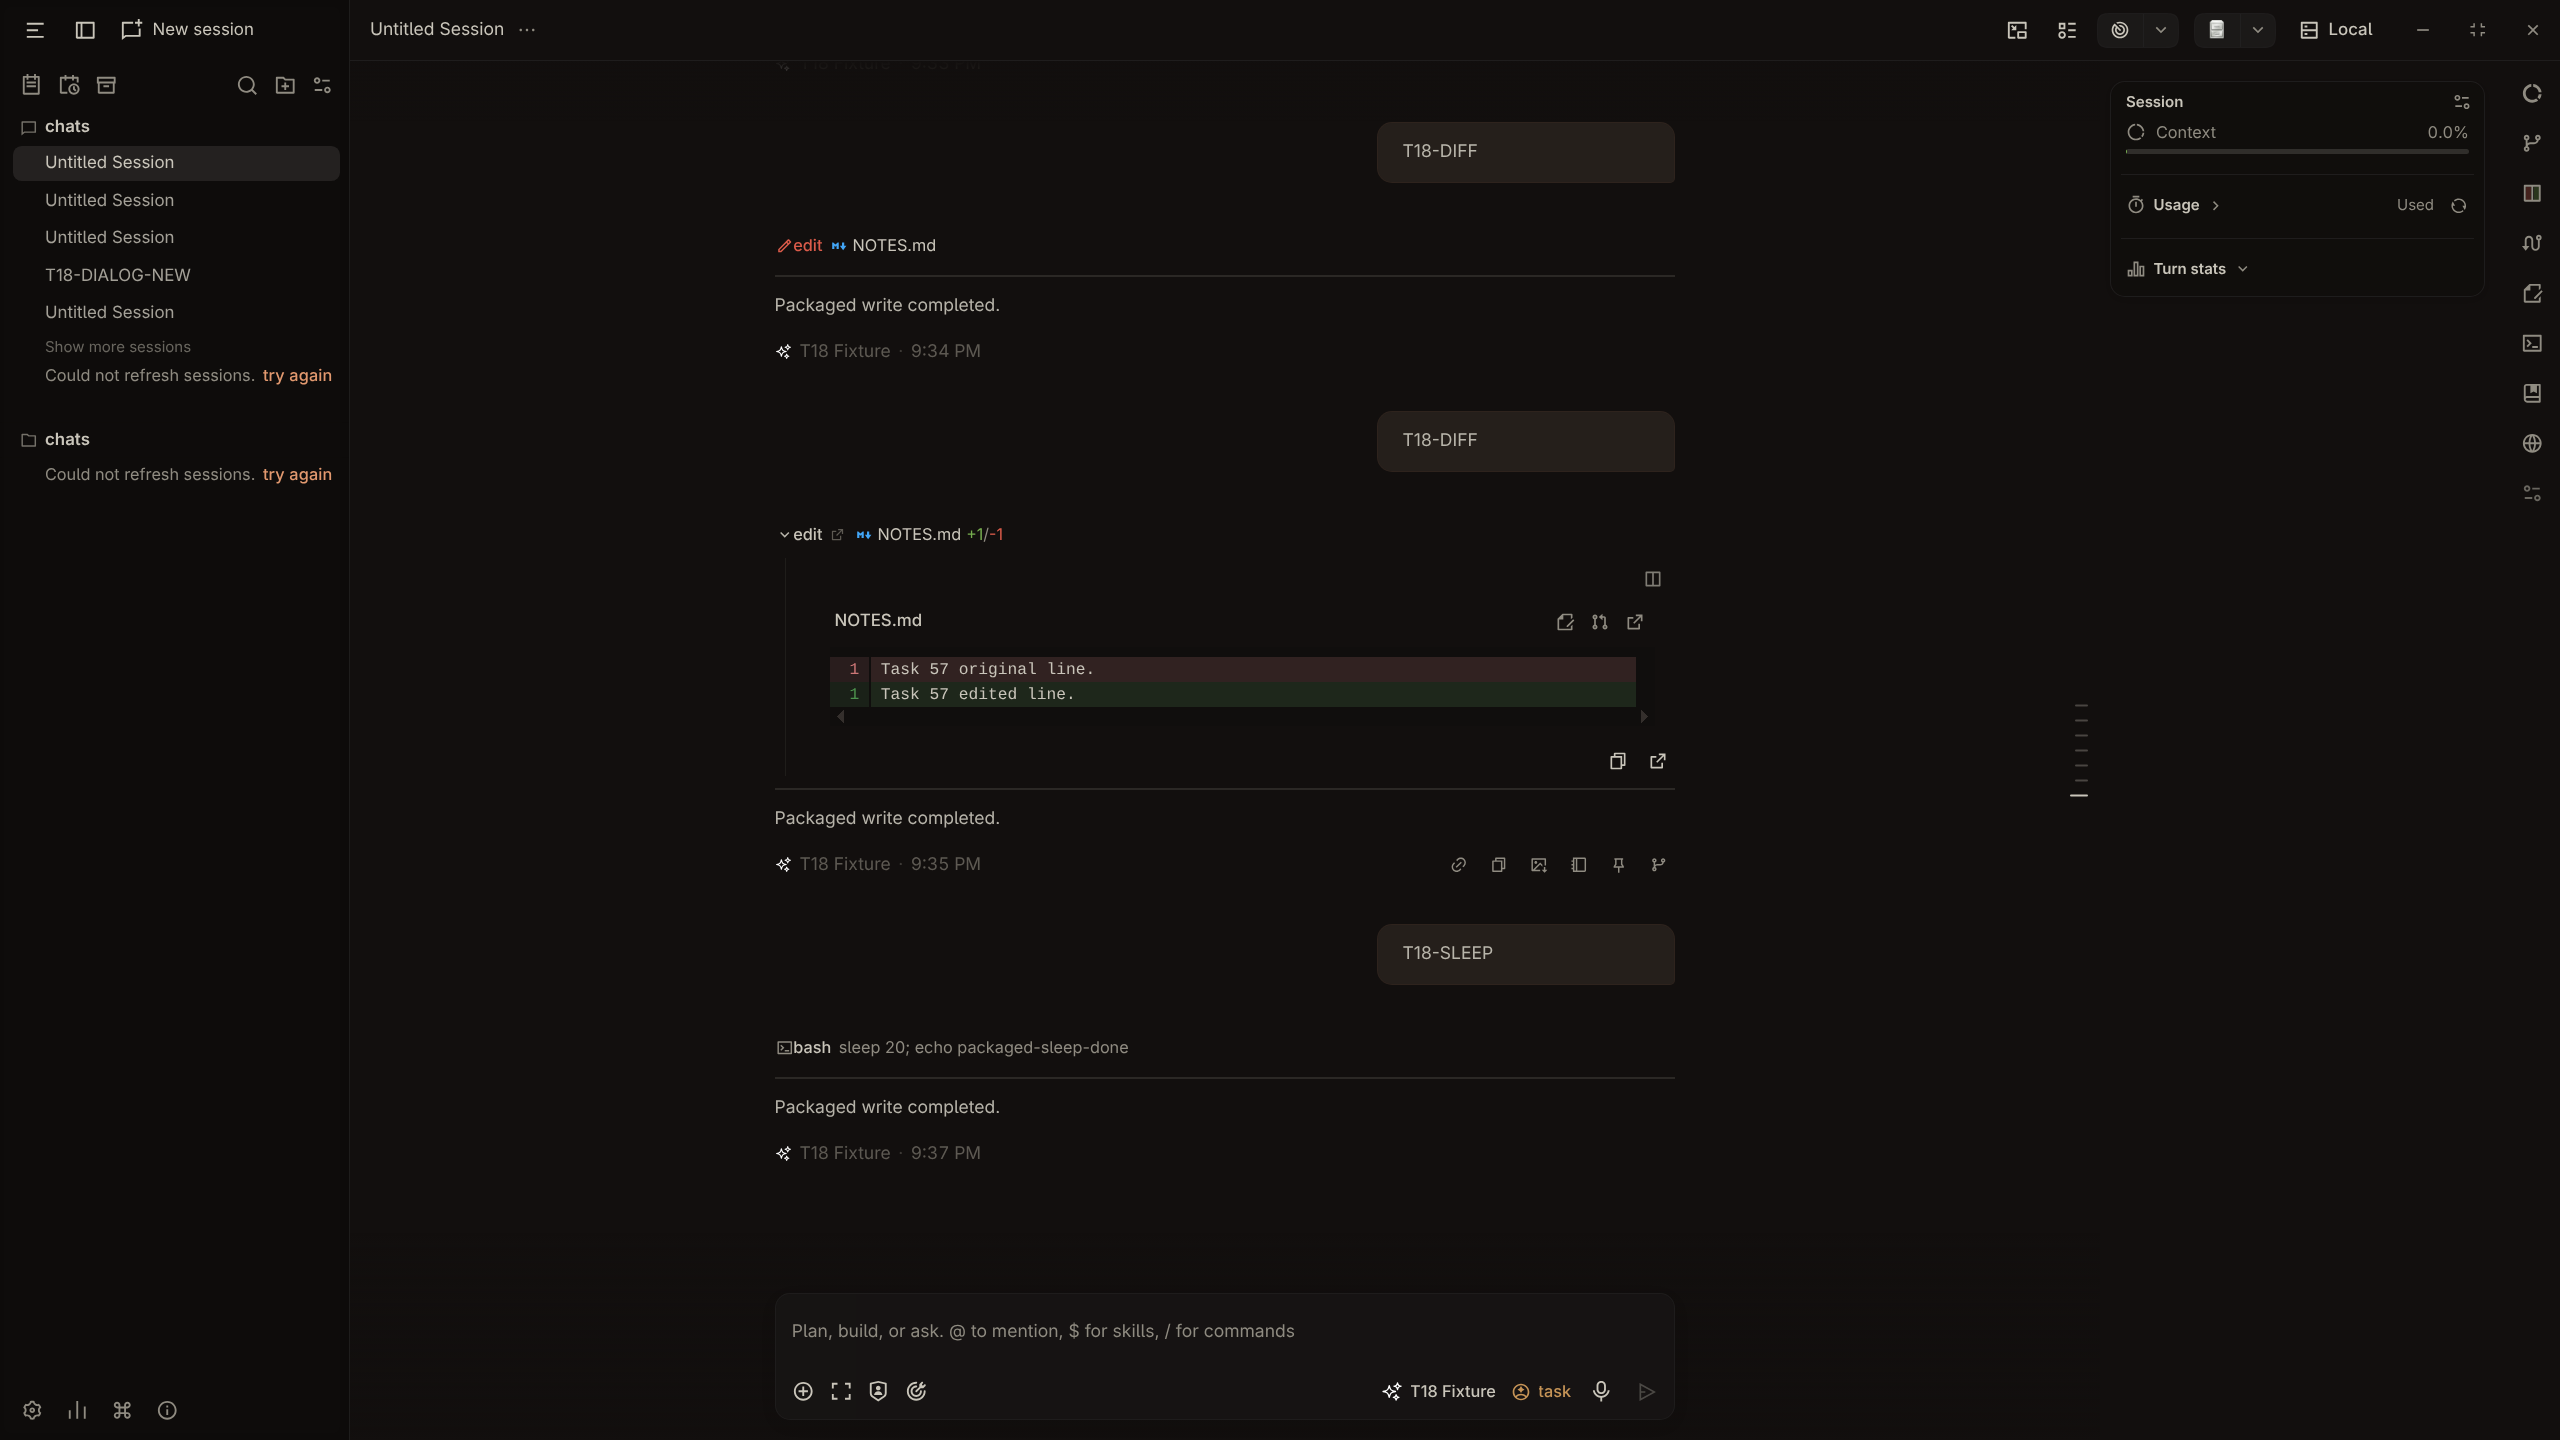 New session
Untitled Session
Local
chats
Untitled Session
Untitled Session
Untitled Session
T18-DIALOG-NEW
Untitled Session
Show more sessions
Could not refresh sessions. try again
chats
Could not refresh sessions. try again
T18-DIFF
edit NOTES.md
Packaged write completed.
T18 Fixture · 9:34 PM
T18-DIFF
edit NOTES.md +1/-1
NOTES.md
1 Task 57 original line.
1 Task 57 edited line.
Packaged write completed.
T18 Fixture · 9:35 PM
T18-SLEEP
bash sleep 20; echo packaged-sleep-done
Packaged write completed.
T18 Fixture · 9:37 PM
Plan, build, or ask. @ to mention, $ for skills, / for commands
T18 Fixture
task
Session
Context 0.0%
Usage Used
Turn stats